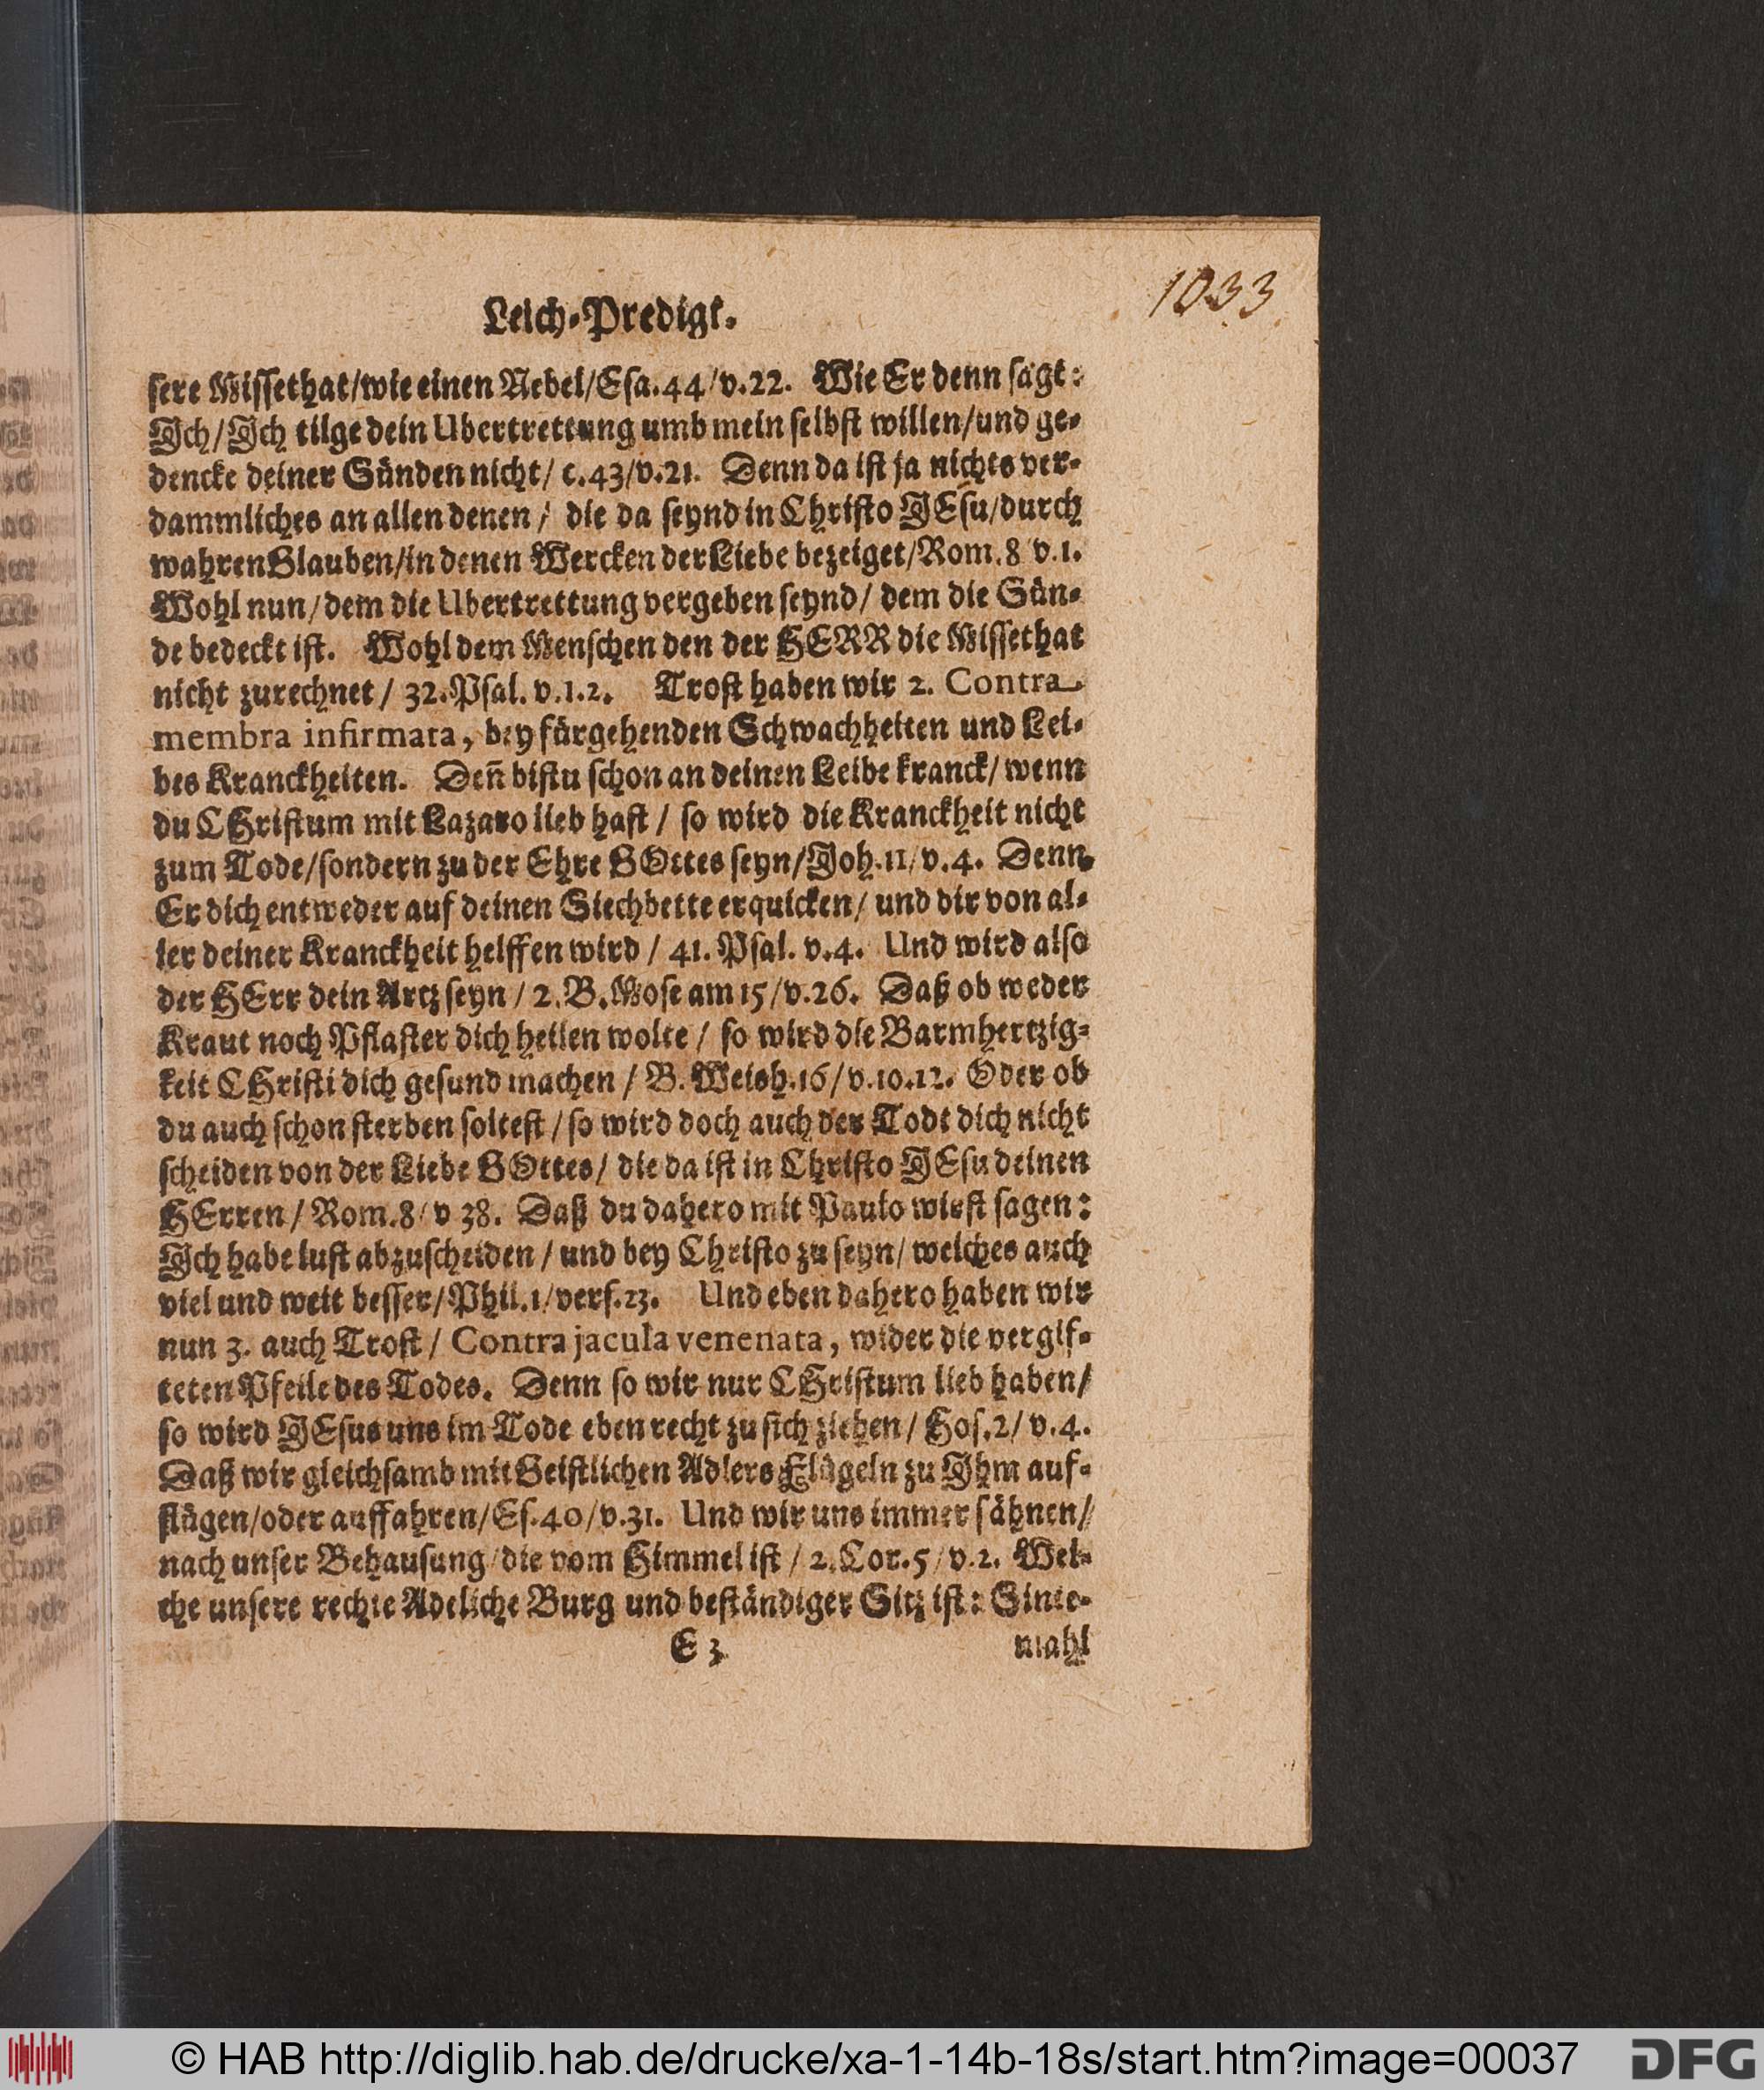 1033
Leich-Predigt.
sere Missethat/wie einen Nebel/Esa.44/v.22. Wie Er denn sagt:
Ich/Ich tilge dein Ubertrettung umb mein selbst willen/und ge-
dencke deiner Sünden nicht/ c.43/v.21. Denn da ist ja nichts ver-
dammliches an allen denen/ die da seynd in Christo JEsu/durch
wahren Glauben/in denen Wercken der Liebe bezeiget/Rom.8 v.1.
Wohl nun/dem die Ubertrettung vergeben seynd/ dem die Sün-
de bedeckt ist. Wohl dem Menschen den der HERR die Missethat
nicht zurechnet/ 32.Psal.v.1.2. Trost haben wir 2. Contra
membra infirmata, bey fürgehenden Schwachheiten und Lei-
bes Kranckheiten. Deñ bistu schon an deinen Leibe kranck/wenn
du CHristum mit Lazaro lieb hast/ so wird die Kranckheit nicht
zum Tode/sondern zu der Ehre GOttes seyn/Joh.11/v.4. Denn
Er dich entweder auf deinen Siechbette erquicken/ und dir von al-
ler deiner Kranckheit helffen wird/ 41. Psal. v.4. Und wird also
der HErr dein Artz seyn/ 2.B.Mose am 15/v.26. Daß ob weder
Kraut noch Pflaster dich heilen wolte/ so wird die Barmhertzig-
keit CHristi dich gesund machen/ B.Weish.16/v.10.12. Oder ob
du auch schon sterben soltest/so wird doch auch der Todt dich nicht
scheiden von der Liebe GOttes/ die da ist in Christo JEsu deinen
HErren/ Rom.8/v 38. Daß du dahero mit Paulo wirst sagen:
Ich habe lust abzuscheiden/ und bey Christo zu seyn/welches auch
viel und weit besser/Phil.1/vers.23. Und eben dahero haben wir
nun 3. auch Trost/ Contra jacula venenata, wider die vergif-
teten Pfeile des Todes. Denn so wir nur CHristum lieb haben/
so wird JEsus uns im Tode eben recht zu sich ziehen/ Hos.2/ v.4.
Daß wir gleichsamb mit Geistlichen Adlers Flügeln zu Ihm auf-
flügen/oder auffahren/Es.40/v.31. Und wir uns immer sähnen/
nach unser Behausung/die vom Himmel ist/ 2.Cor.5/v.2. Wel-
che unsere rechte Adeliche Burg und beständiger Sitz ist: Sinte-
E 3 mahl
© HAB http://diglib.hab.de/drucke/xa-1-14b-18s/start.htm?image=00037 DFG